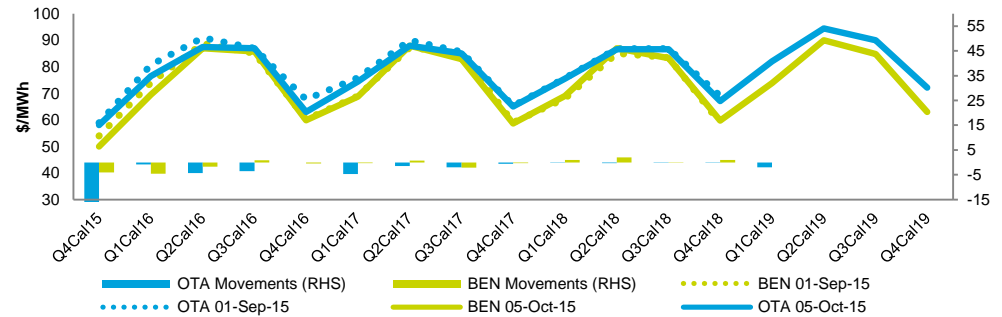 100
90
80
70
60
50
40
30
$/MWh
55
45
35
25
15
5
-5
-15
Q4Cal15
Q1Cal16
Q2Cal16
Q3Cal16
Q4Cal16
Q1Cal17
Q2Cal17
Q3Cal17
Q4Cal17
Q1Cal18
Q2Cal18
Q3Cal18
Q4Cal18
Q1Cal19
Q2Cal19
Q3Cal19
Q4Cal19
OTA Movements (RHS) BEN Movements (RHS) BEN 01-Sep-15
OTA 01-Sep-15 BEN 05-Oct-15 OTA 05-Oct-15